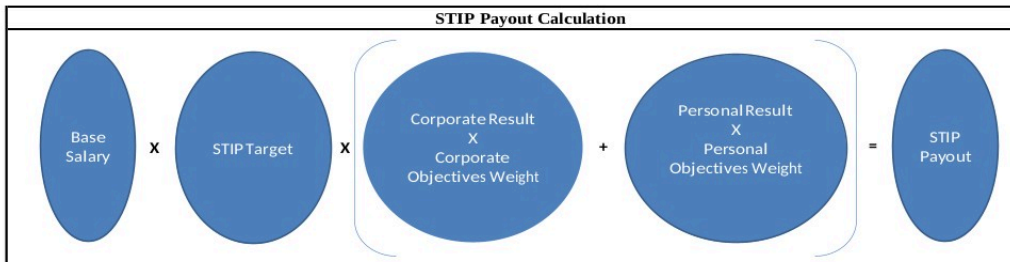 STIP Payout Calculation
Base
Salary
X
STIP Target
X
Corporate Result
X
Corporate
Objectives Weight
+
Personal Result
X
Personal
Objectives Weight
=
STIP
Payout